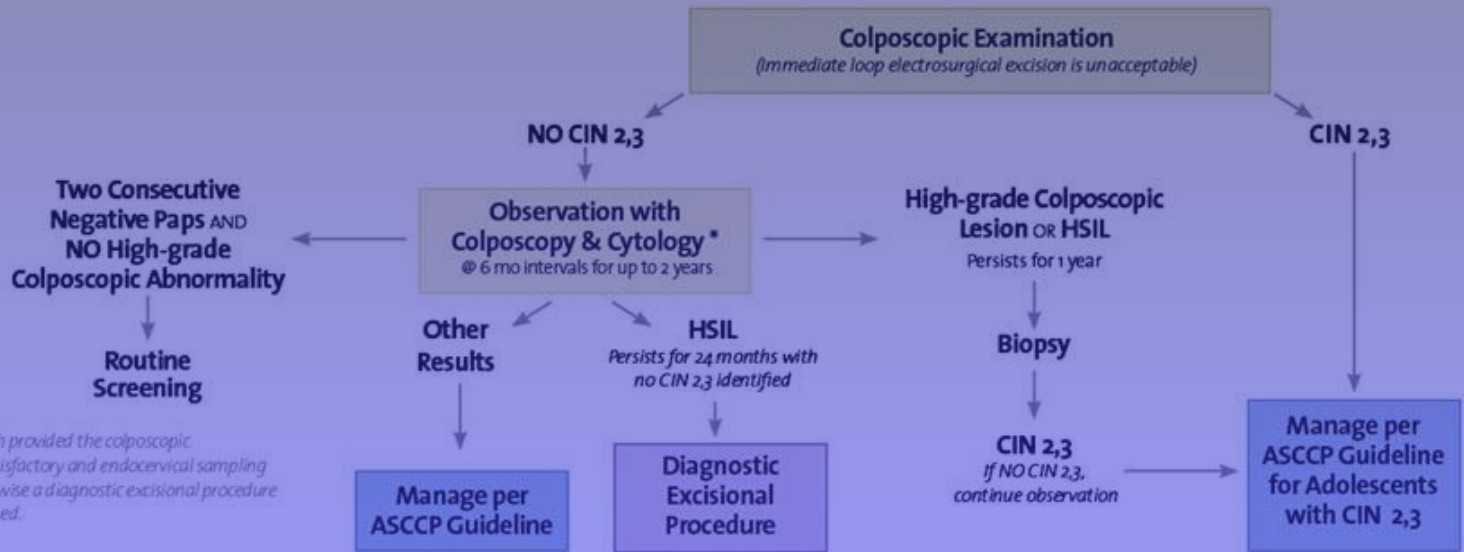 Colposcopic Examination
(Immediate loop electrosurgical excision is unacceptable)
NO CIN 2,3
CIN 2,3
Two Consecutive
Negative Paps AND
NO High-grade
Colposcopic Abnormality
Observation with
Colposcopy & Cytology *
@ 6 mo intervals for up to 2 years
High-grade Colposcopic
Lesion OR HSIL
Persists for 1 year
Routine
Screening
Other
Results
HSIL
Persists for 24 months with
no CIN 2,3 identified
Biopsy
provided the colposcopic
and endocervical sampling
a diagnostic excisional procedure
Manage per
ASCCP Guideline
Diagnostic
Excisional
Procedure
CIN 2,3
If NO CIN 2,3,
continue observation
Manage per
ASCCP Guideline
for Adolescents
with CIN 2,3